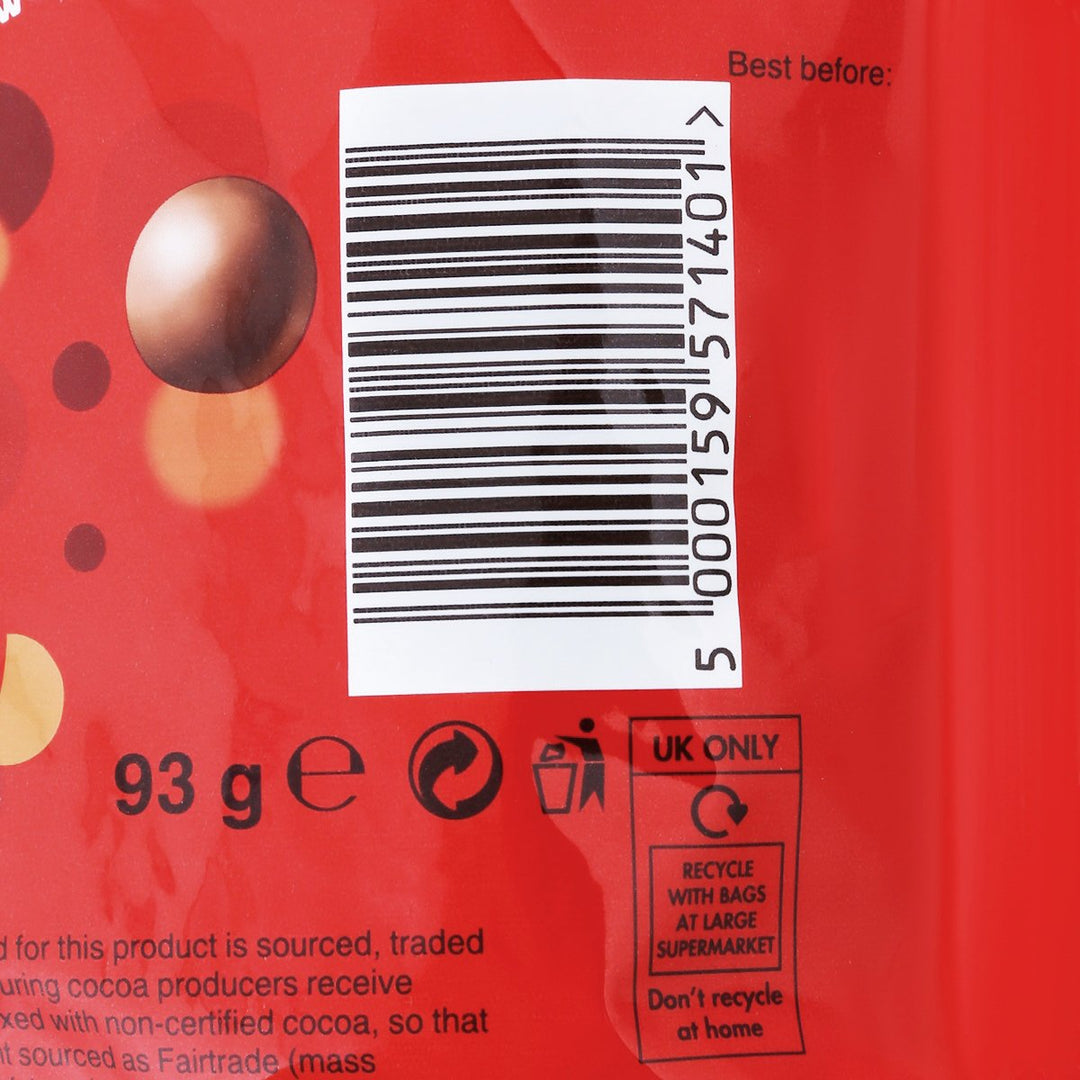 Best before:
5 000159 571401 >
93 g ℮
UK ONLY
RECYCLE
WITH BAGS
AT LARGE
SUPERMARKET
Don't recycle
at home
for this product is sourced, traded
cocoa producers receive
with non-certified cocoa, so that
sourced as Fairtrade (mass